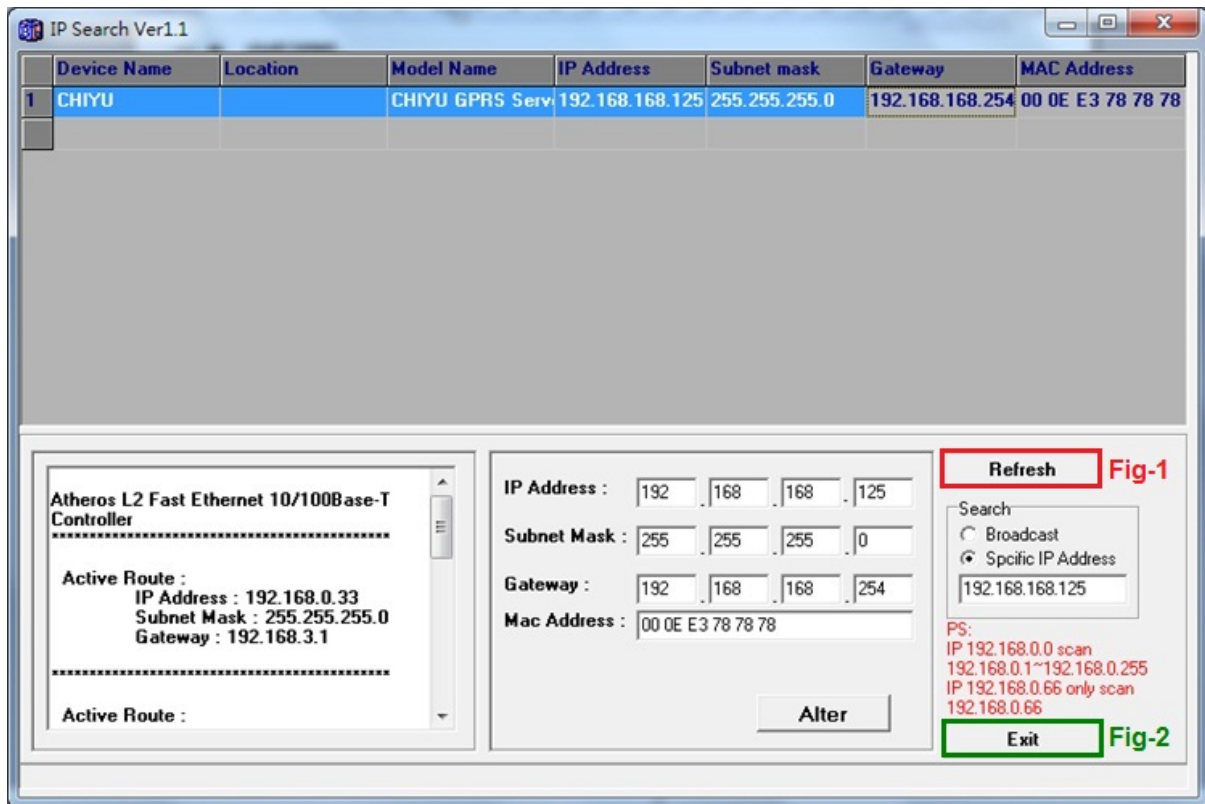 IP Search Ver1.1
Device Name Location Model Name IP Address Subnet mask Gateway MAC Address
1 CHIYU CHIYU GPRS Serv 192.168.168.125 255.255.255.0 192.168.168.254 00 0E E3 78 78 78
Atheros L2 Fast Ethernet 10/100Base-T
Controller
****************************************************
Active Route :
IP Address : 192.168.0.33
Subnet Mask : 255.255.255.0
Gateway : 192.168.3.1
****************************************************
Active Route :
IP Address : 192 . 168 . 168 . 125
Subnet Mask : 255 . 255 . 255 . 0
Gateway : 192 . 168 . 168 . 254
Mac Address : 00 0E E3 78 78 78
Alter
Refresh Fig-1
Search
Broadcast
Spcific IP Address
192.168.168.125
PS:
IP 192.168.0.0 scan
192.168.0.1~192.168.0.255
IP 192.168.0.66 only scan
192.168.0.66
Exit Fig-2